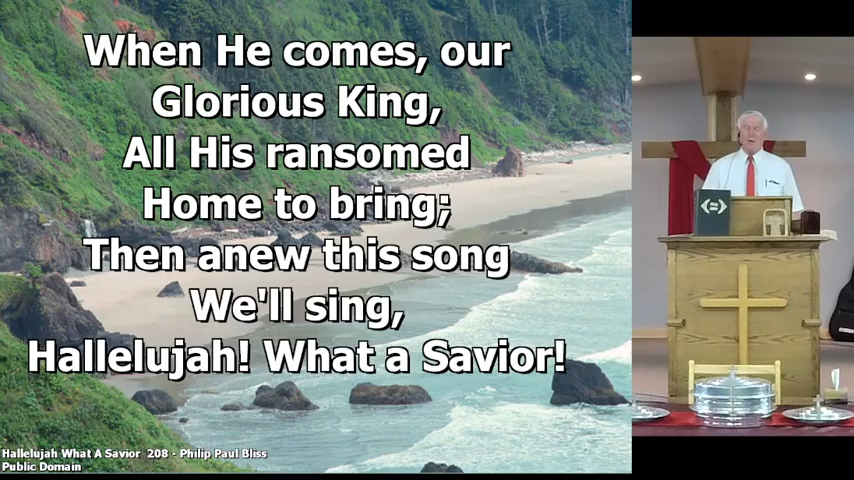 When He comes, our
Glorious King,
All His ransomed
Home to bring;
Then anew this song
We'll sing,
Hallelujah! What a Savior!
Hallelujah What A Savior 208 - Philip Paul Bliss
Public Domain